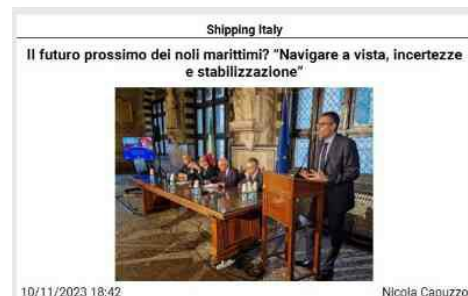 Shipping Italy
Il futuro prossimo dei noli marittimi? “Navigare a vista, incertezze
e stabilizzazione”
10/11/2023 18:42
Nicola Capuzzo